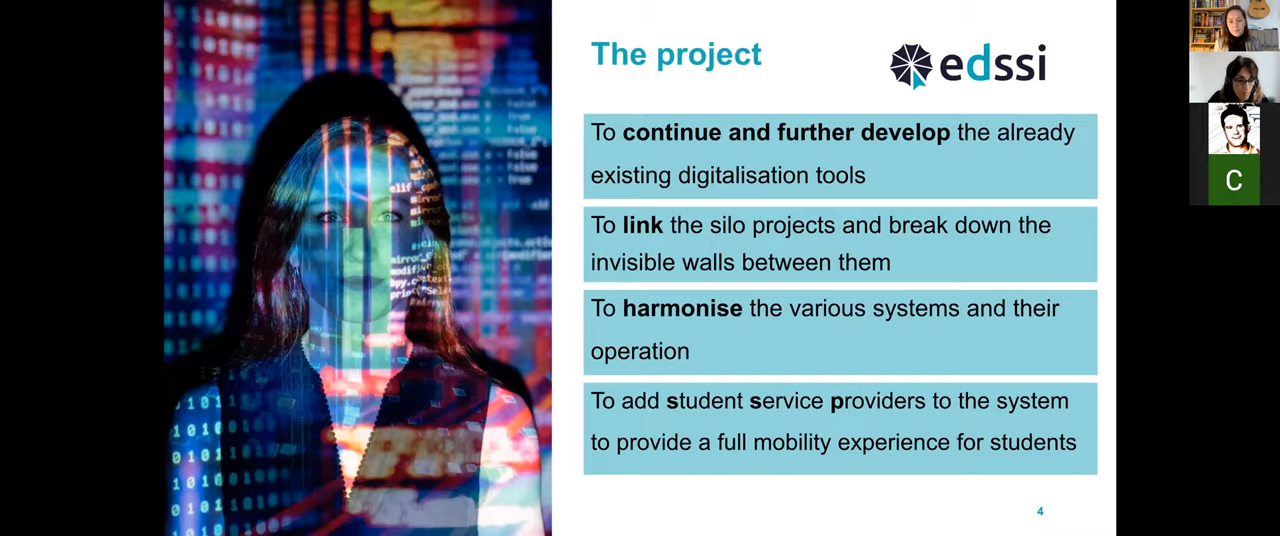 The project
edssi
To continue and further develop the already
existing digitalisation tools
To link the silo projects and break down the
invisible walls between them
To harmonise the various systems and their
operation
To add student service providers to the system
to provide a full mobility experience for students
4
C